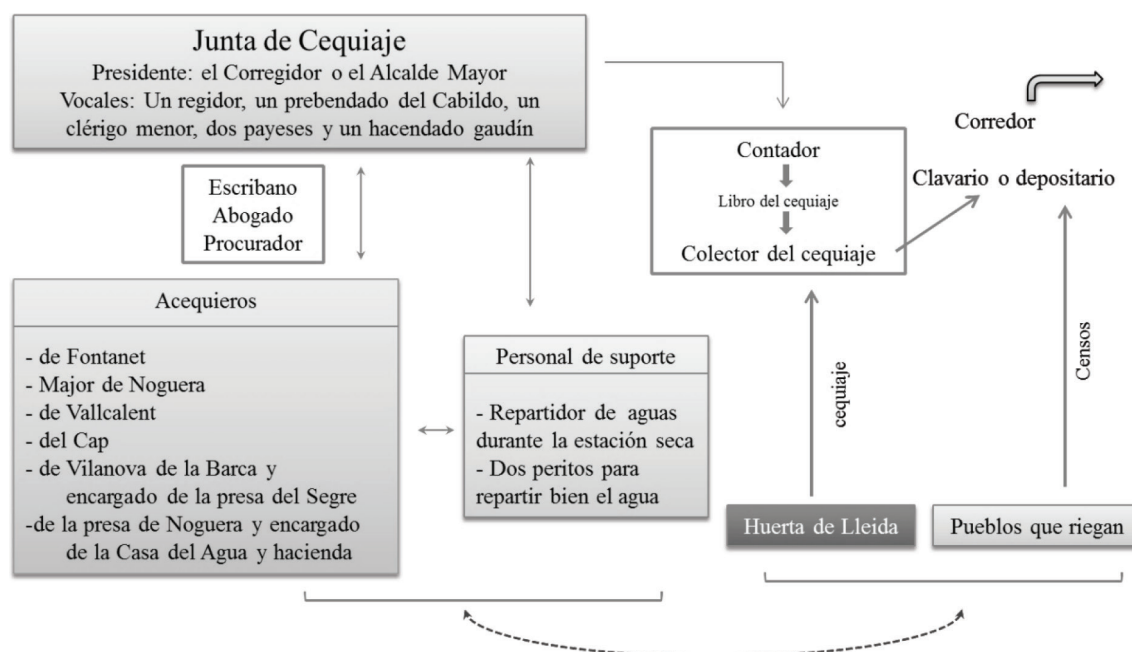 Junta de Cequiaje
Presidente: el Corregidor o el Alcalde Mayor
Vocales: Un regidor, un prebendado del Cabildo, un
clérigo menor, dos payeses y un hacendado gaudín
Escribano
Abogado
Procurador
Contador
Libro del cequiaje
Colector del cequiaje
Corredor
Clavario o depositario
Acequieros
- de Fontanet
- Major de Noguera
- de Vallcalent
- del Cap
- de Vilanova de la Barca y
encargado de la presa del Segre
-de la presa de Noguera y encargado
de la Casa del Agua y hacienda
Personal de suporte
- Repartidor de aguas
durante la estación seca
- Dos peritos para
repartir bien el agua
cequiaje
Censos
Huerta de Lleida
Pueblos que riegan